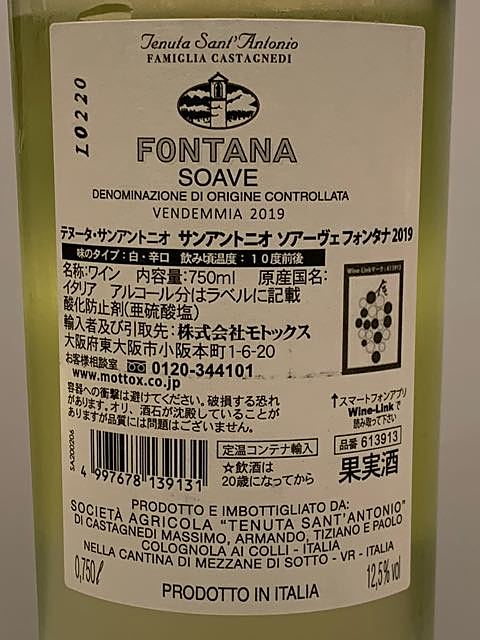 Tenuta Sant'Antonio
FAMIGLIA CASTAGNEDI
L0220
FONTANA
SOAVE
DENOMINAZIONE DI ORIGINE CONTROLLATA
VENDEMMIA 2019
テヌータ・サンアントニオ サンアントニオ ソアーヴェ フォンタナ 2019
味のタイプ:白・辛口 飲み頃温度:10度前後
名称:ワイン 内容量:750ml 原産国名:
イタリア アルコール分はラベルに記載
酸化防止剤(亜硫酸塩)
輸入者及び引取先:株式会社モトックス
大阪府東大阪市小阪本町1-6-20
お客様相談室 0120-344101
www.mottox.co.jp
容器への衝撃は避けてください。破損する恐れ
があります。オリ、酒石が沈殿していることが
ありますが品質には問題はございません。
Wine-Linkマーク:613913
↑スマートフォンアプリ
Wine-Linkで
読み取って下さい
品番 613913
果実酒
SA200206
4 997678 139131
定温コンテナ輸入
☆飲酒は
20歳になってから
PRODOTTO E IMBOTTIGLIATO DA:
SOCIETÀ AGRICOLA "TENUTA SANT'ANTONIO"
DI CASTAGNEDI MASSIMO, ARMANDO, TIZIANO E PAOLO
COLOGNOLA AI COLLI - ITALIA
NELLA CANTINA DI MEZZANE DI SOTTO - VR - ITALIA
0,750ℓ
12,5% vol
PRODOTTO IN ITALIA